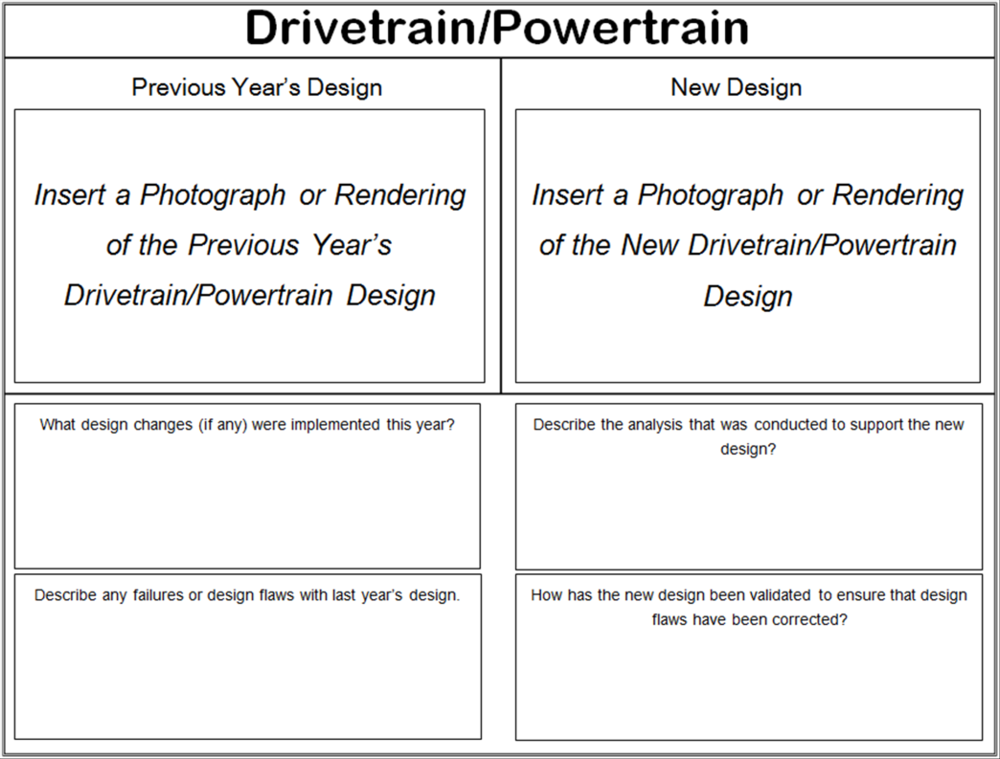 Drivetrain/Powertrain
Previous Year's Design
Insert a Photograph or Rendering
of the Previous Year's
Drivetrain/Powertrain Design
New Design
Insert a Photograph or Rendering
of the New Drivetrain/Powertrain
Design
What design changes (if any) were implemented this year?
Describe the analysis that was conducted to support the new
design?
Describe any failures or design flaws with last year's design.
How has the new design been validated to ensure that design
flaws have been corrected?